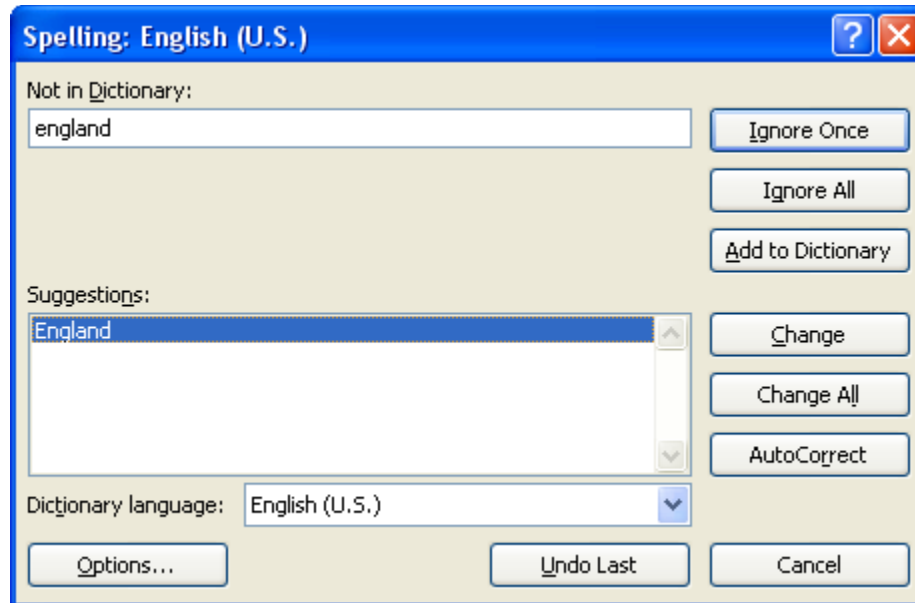 Spelling: English (U.S.)
?
Not in Dictionary:
england
Ignore Once
Ignore All
Add to Dictionary
Suggestions:
England
Change
Change All
AutoCorrect
Dictionary language:
English (U.S.)
Options...
Undo Last
Cancel